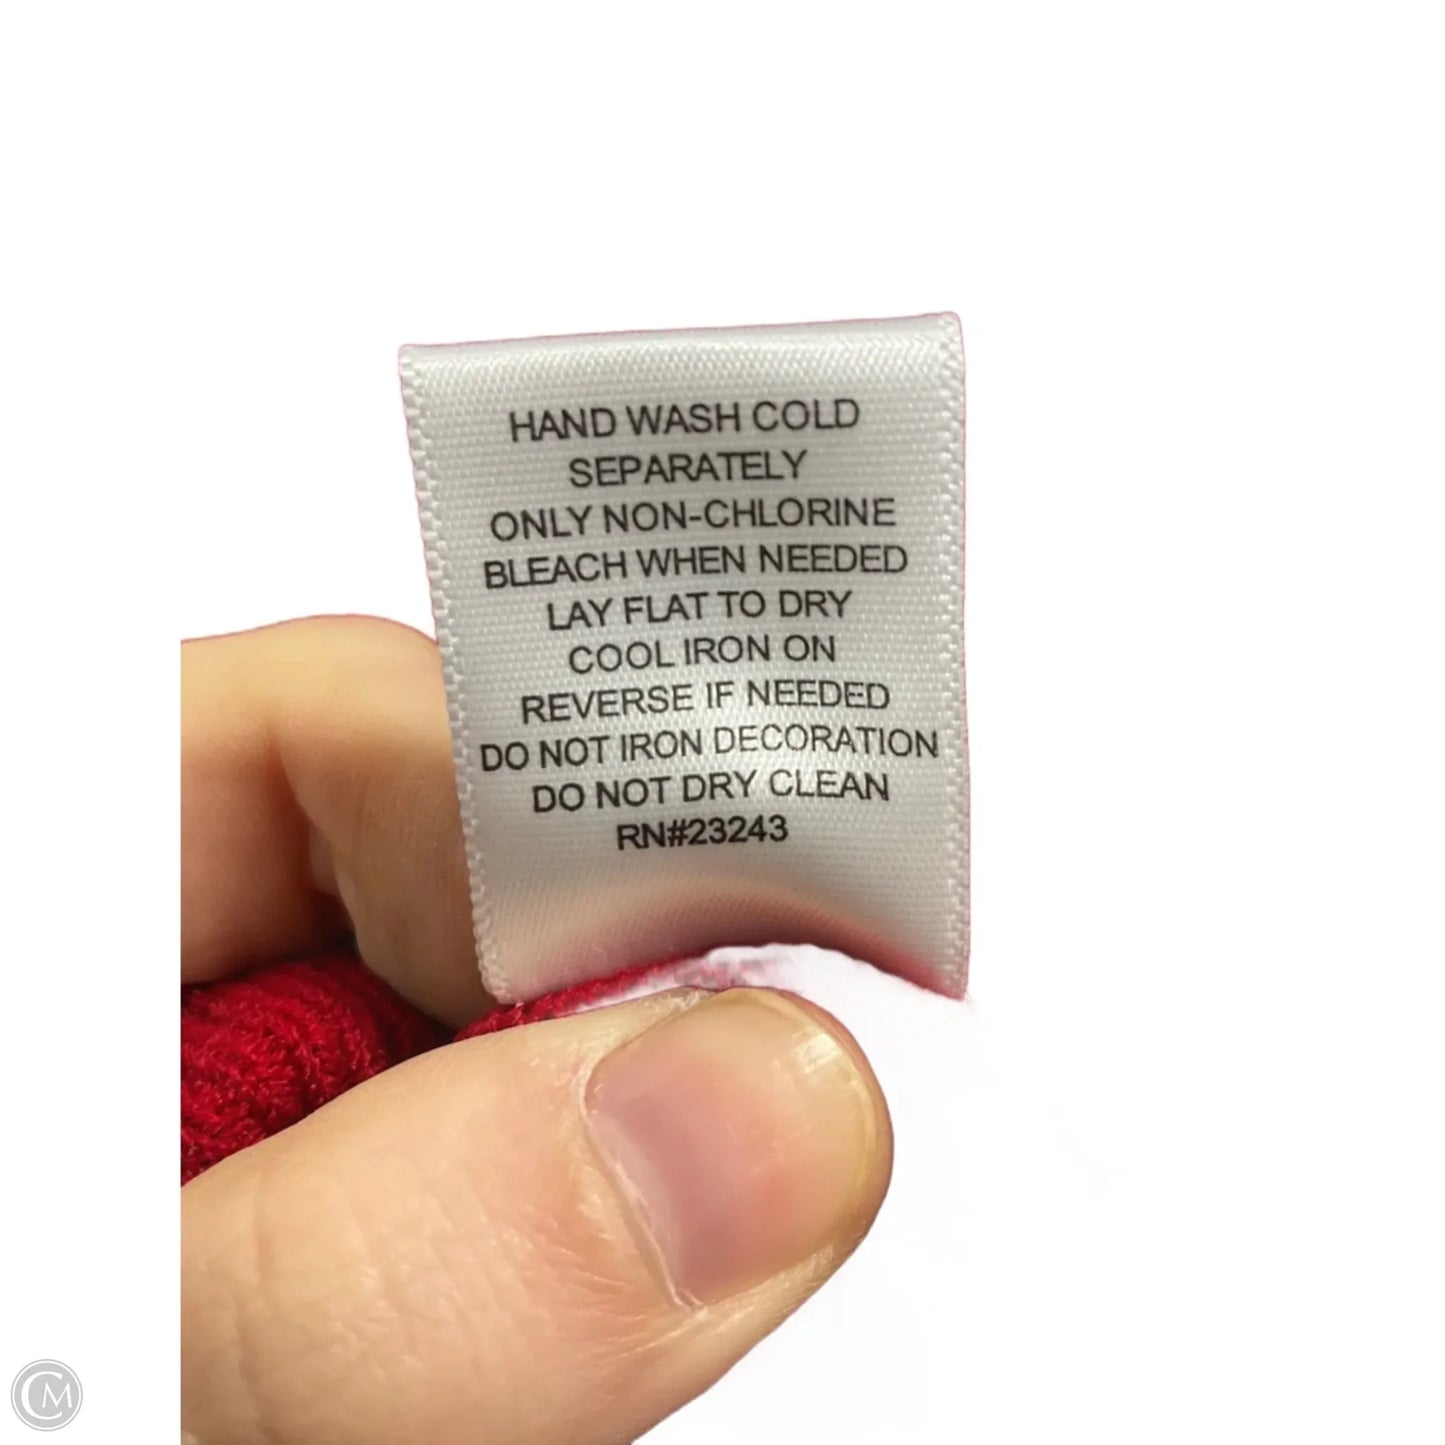 HAND WASH COLD
SEPARATELY
ONLY NON-CHLORINE
BLEACH WHEN NEEDED
LAY FLAT TO DRY
COOL IRON ON
REVERSE IF NEEDED
DO NOT IRON DECORATION
DO NOT DRY CLEAN
RN#23243
CM